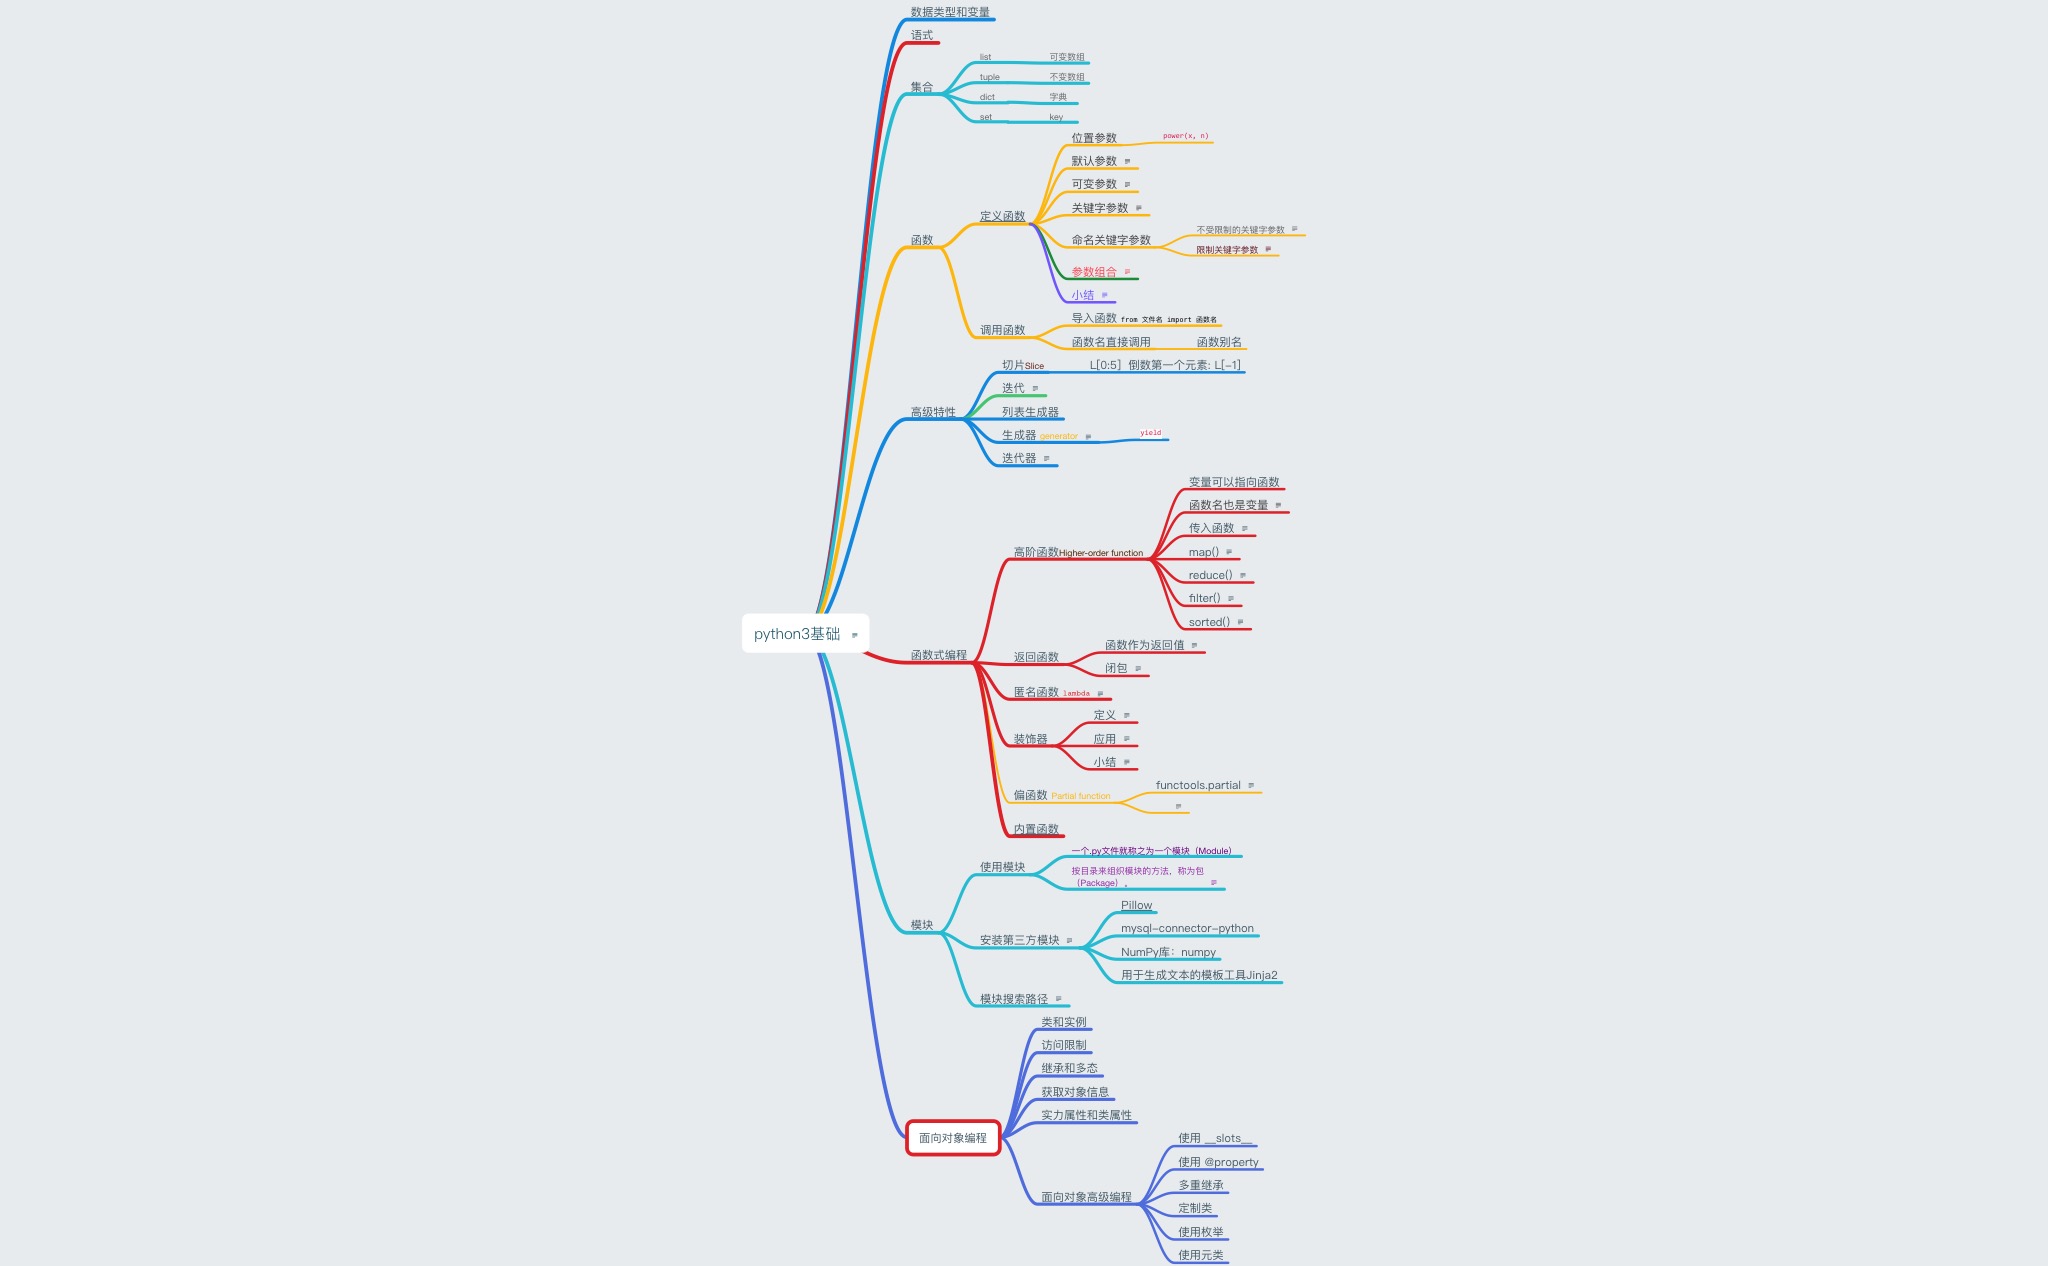 数据类型和变量
语式
集合
list 可变数组
tuple 不变数组
dict 字典
set key
函数
定义函数
位置参数 power(x, n)
默认参数
可变参数
关键字参数
命名关键字参数
不受限制的关键字参数
限制关键字参数
参数组合
小结
调用函数
导入函数 from 文件名 import 函数名
函数名直接调用 函数别名
高级特性
切片Slice L[0:5] 倒数第一个元素: L[-1]
迭代
列表生成器
生成器 generator yield
迭代器
python3基础
函数式编程
高阶函数Higher-order function
变量可以指向函数
函数名也是变量
传入函数
map()
reduce()
filter()
sorted()
返回函数
函数作为返回值
闭包
匿名函数 lambda
装饰器
定义
应用
小结
偏函数 Partial function
functools.partial
内置函数
模块
使用模块
一个.py文件就称之为一个模块（Module）
按目录来组织模块的方法，称为包
（Package）。
安装第三方模块
Pillow
mysql-connector-python
NumPy库：numpy
用于生成文本的模板工具Jinja2
模块搜索路径
面向对象编程
类和实例
访问限制
继承和多态
获取对象信息
实力属性和类属性
面向对象高级编程
使用 __slots__
使用 @property
多重继承
定制类
使用枚举
使用元类